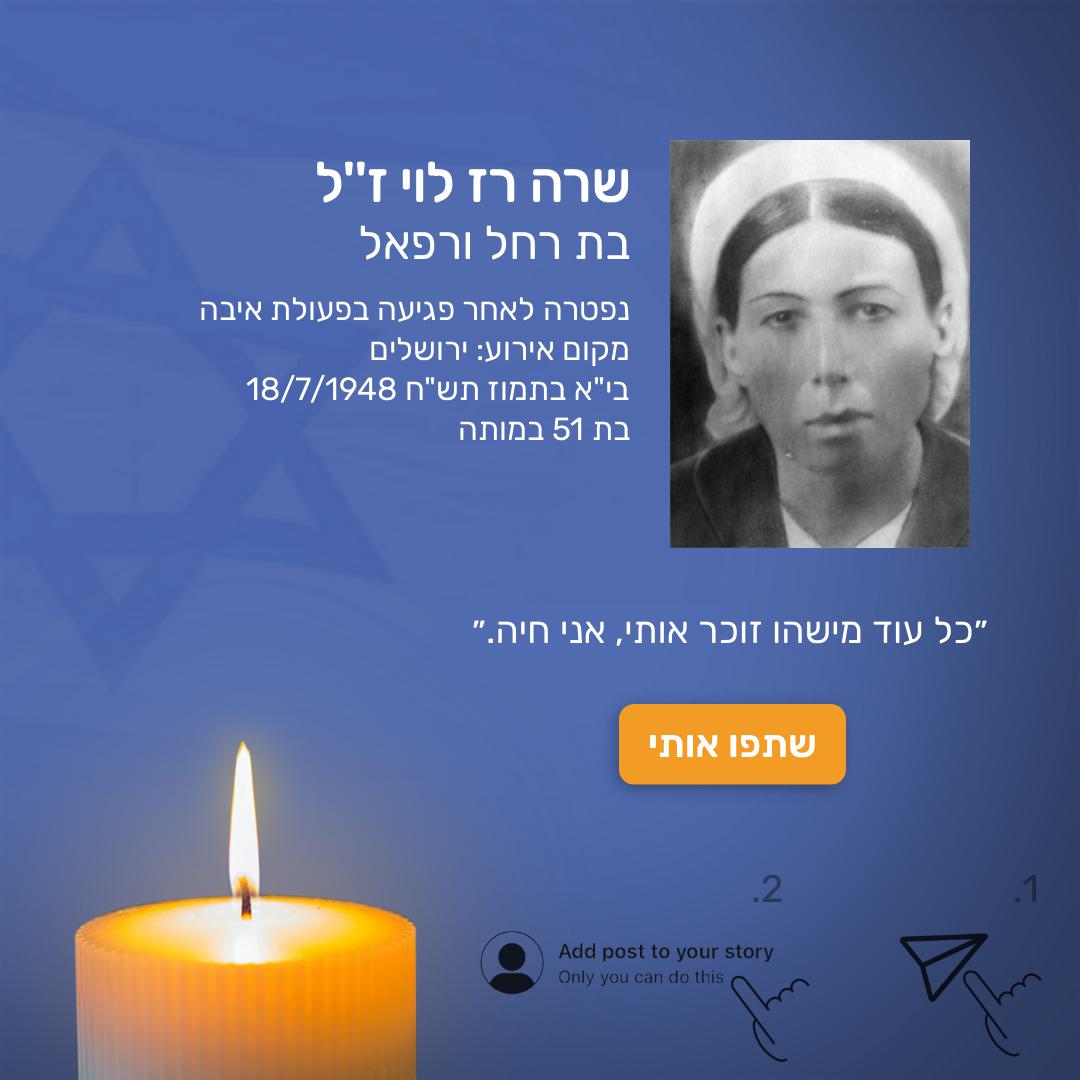 שרה רז לוי ז"ל
בת רחל ורפאל
נפטרה לאחר פגיעה בפעולת איבה
מקום אירוע: ירושלים
בי"א בתמוז תש"ח 18/7/1948
בת 51 במותה
״כל עוד מישהו זוכר אותי, אני חיה.״
שתפו אותי
1.
2.
Add post to your story
Only you can do this